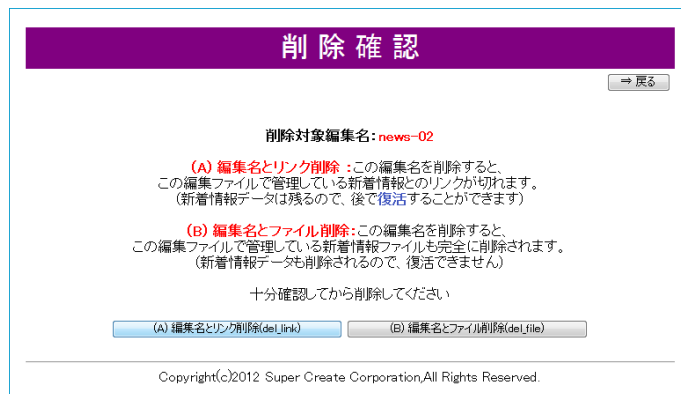 削 除 確 認
⇒ 戻る
削除対象編集名：news-02
(A) 編集名とリンク削除 ：この編集名を削除すると、
この編集ファイルで管理している新着情報とのリンクが切れます。
（新着情報データは残るので、後で復活することができます）
(B) 編集名とファイル削除：この編集名を削除すると、
この編集ファイルで管理している新着情報ファイルも完全に削除されます。
（新着情報データも削除されるので、復活できません）
十分確認してから削除してください
(A) 編集名とリンク削除(del_link)
(B) 編集名とファイル削除(del_file)
Copyright(c)2012 Super Create Corporation,All Rights Reserved.